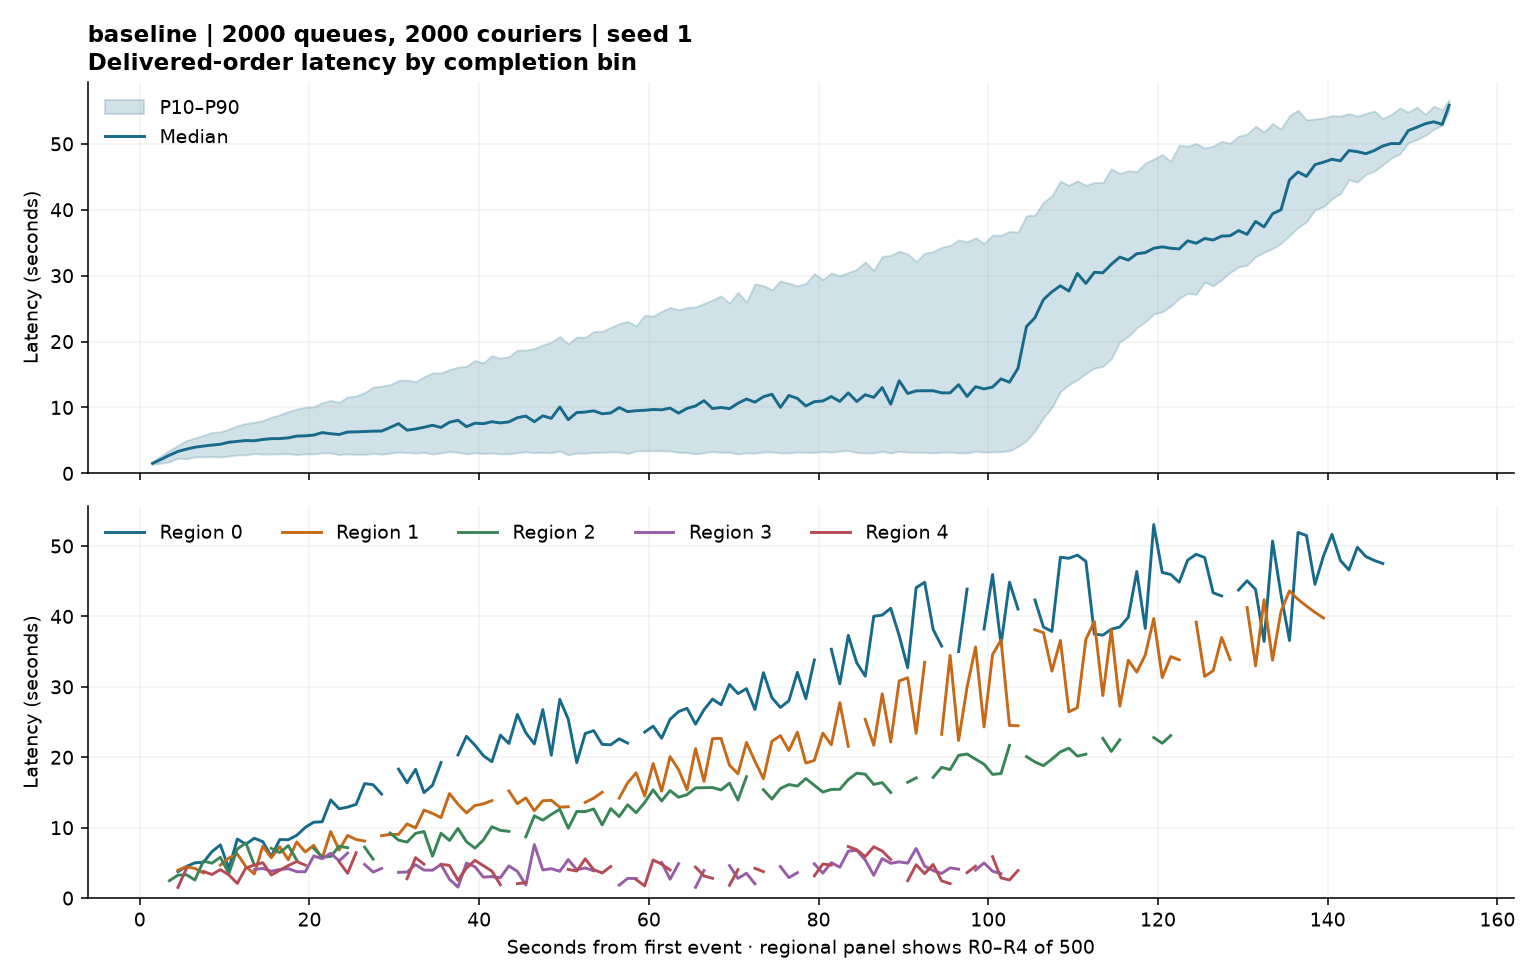 baseline | 2000 queues, 2000 couriers | seed 1
Delivered-order latency by completion bin
P10–P90
Median
Latency (seconds)
50
40
30
20
10
0
Region 0
Region 1
Region 2
Region 3
Region 4
Latency (seconds)
50
40
30
20
10
0
0 20 40 60 80 100 120 140 160
Seconds from first event · regional panel shows R0–R4 of 500